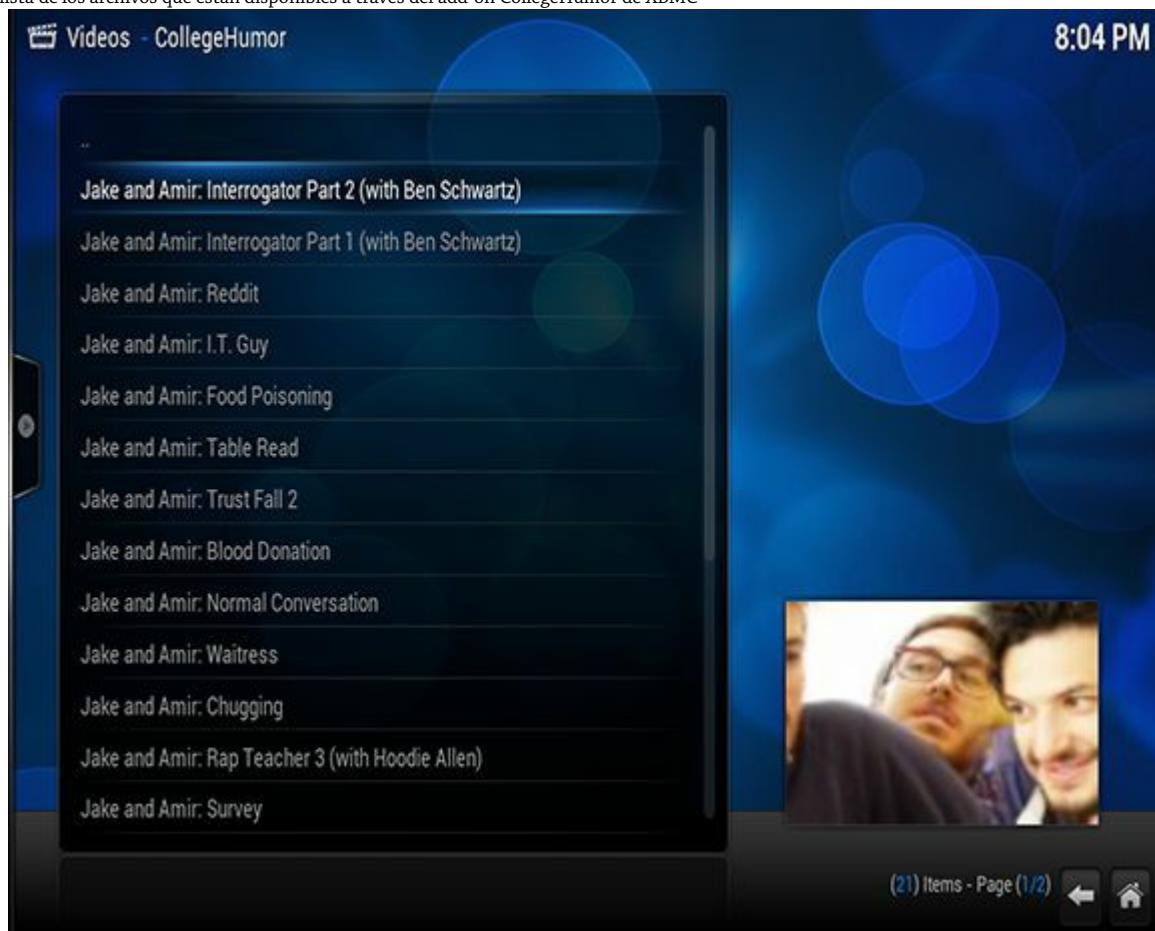 lista de los archivos que están disponibles a través del add-on CollegeHumor de XBMC
Videos - CollegeHumor
8:04 PM
..
Jake and Amir: Interrogator Part 2 (with Ben Schwartz)
Jake and Amir: Interrogator Part 1 (with Ben Schwartz)
Jake and Amir: Reddit
Jake and Amir: I.T. Guy
Jake and Amir: Food Poisoning
Jake and Amir: Table Read
Jake and Amir: Trust Fall 2
Jake and Amir: Blood Donation
Jake and Amir: Normal Conversation
Jake and Amir: Waitress
Jake and Amir: Chugging
Jake and Amir: Rap Teacher 3 (with Hoodie Allen)
Jake and Amir: Survey
(21) Items - Page (1/2)